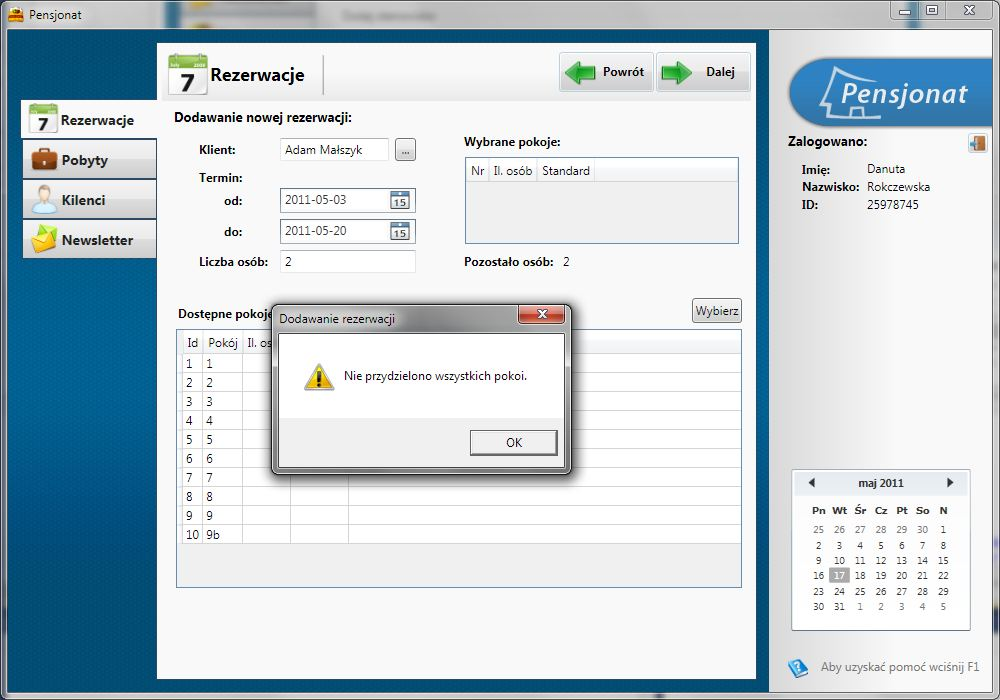 Pensjonat
Rezerwacje
Powrót
Dalej
Pensjonat
Rezerwacje
Pobyty
Kilenci
Newsletter
Dodawanie nowej rezerwacji:
Klient: Adam Małszyk ...
Termin:
od: 2011-05-03 15
do: 2011-05-20 15
Liczba osób: 2
Wybrane pokoje:
Nr Il. osób Standard
Pozostało osób: 2
Zalogowano:
Imię: Danuta
Nazwisko: Rokczewska
ID: 25978745
Dostępne pokoje
Wybierz
Id Pokój Il. os
1 1
2 2
3 3
4 4
5 5
6 6
7 7
8 8
9 9
10 9b
Dodawanie rezerwacji
Nie przydzielono wszystkich pokoi.
OK
maj 2011
Pn Wt Śr Cz Pt So N
25 26 27 28 29 30 1
2 3 4 5 6 7 8
9 10 11 12 13 14 15
16 17 18 19 20 21 22
23 24 25 26 27 28 29
30 31 1 2 3 4 5
Aby uzyskać pomoc wciśnij F1